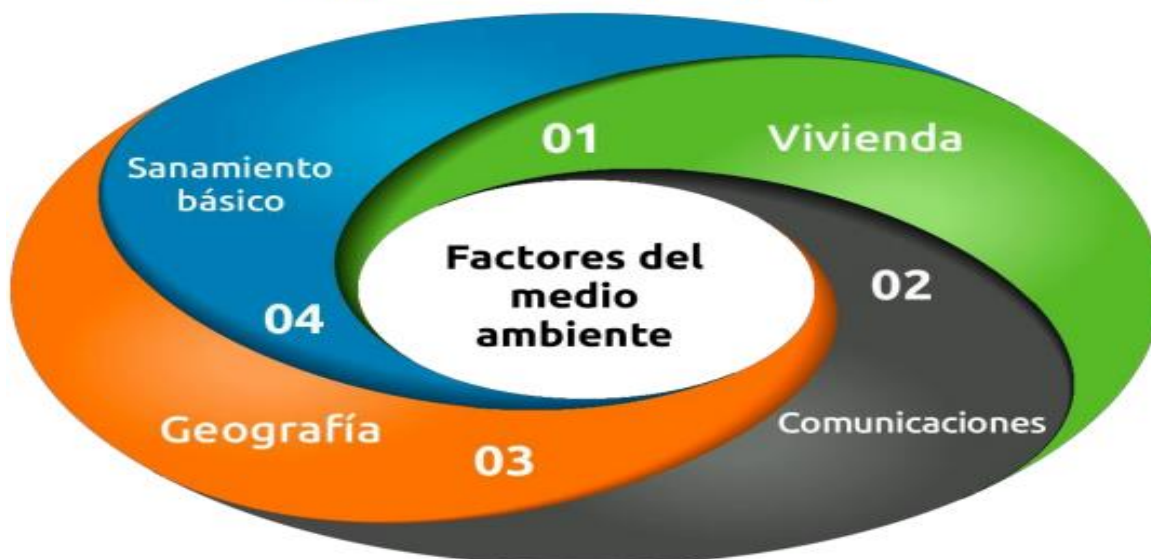 01
Vivienda
02
Comunicaciones
03
Geografía
04
Sanamiento
básico
Factores del
medio
ambiente